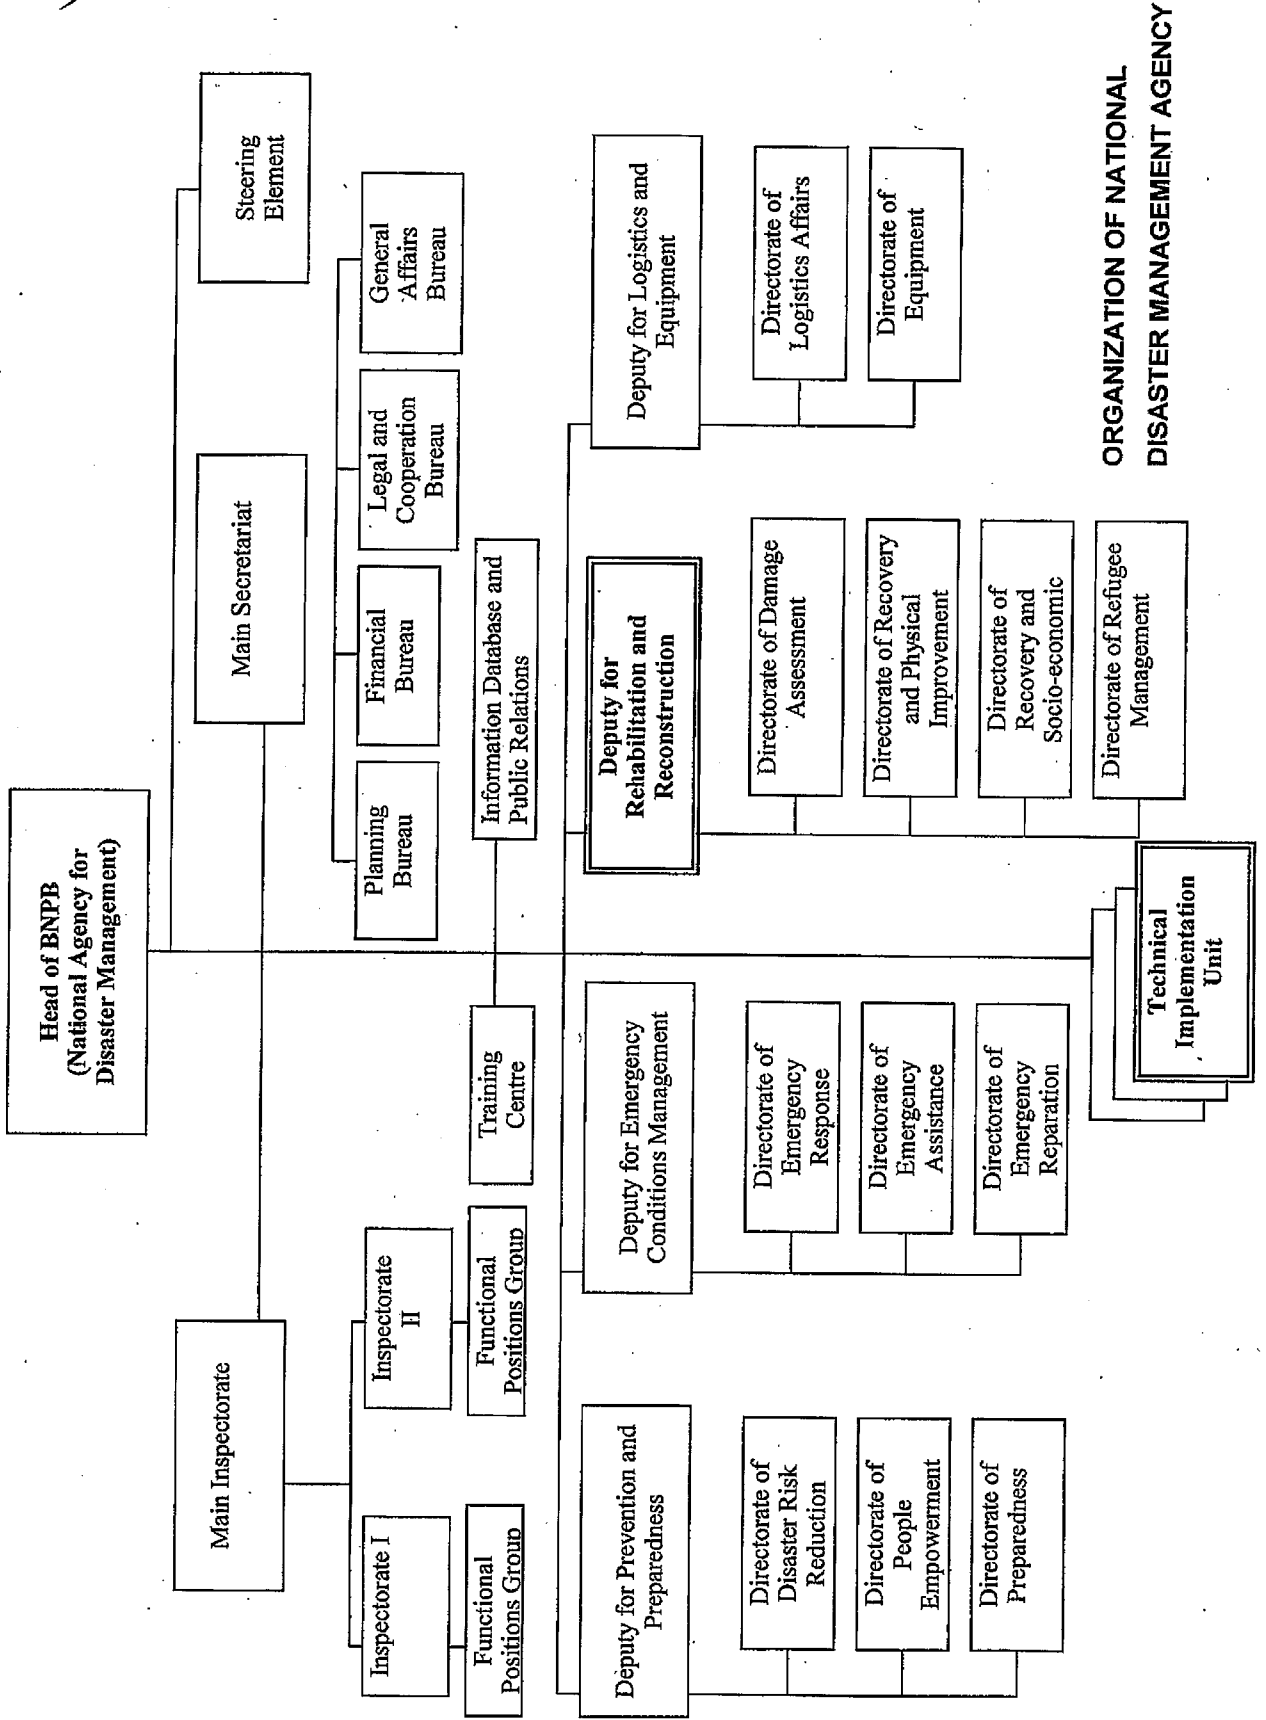 Head of BNPB
(National Agency for
Disaster Management)
Steering
Element
Main Secretariat
Main Inspectorate
General
Affairs
Bureau
Legal and
Cooperation
Bureau
Financial
Bureau
Planning
Bureau
Inspectorate
II
Inspectorate I
Functional
Positions Group
Functional
Positions Group
Information Database and
Public Relations
Training
Centre
Deputy for Prevention and
Preparedness
Directorate of
Disaster Risk
Reduction
Directorate of
People
Empowerment
Directorate of
Preparedness
Deputy for Emergency
Conditions Management
Directorate of
Emergency
Response
Directorate of
Emergency
Assistance
Directorate of
Emergency
Reparation
Deputy for
Rehabilitation and
Reconstruction
Directorate of Damage
Assessment
Directorate of Recovery
and Physical
Improvement
Directorate of
Recovery and
Socio-economic
Directorate of Refugee
Management
Deputy for Logistics and
Equipment
Directorate of
Logistics Affairs
Directorate of
Equipment
Technical
Implementation
Unit
ORGANIZATION OF NATIONAL
DISASTER MANAGEMENT AGENCY